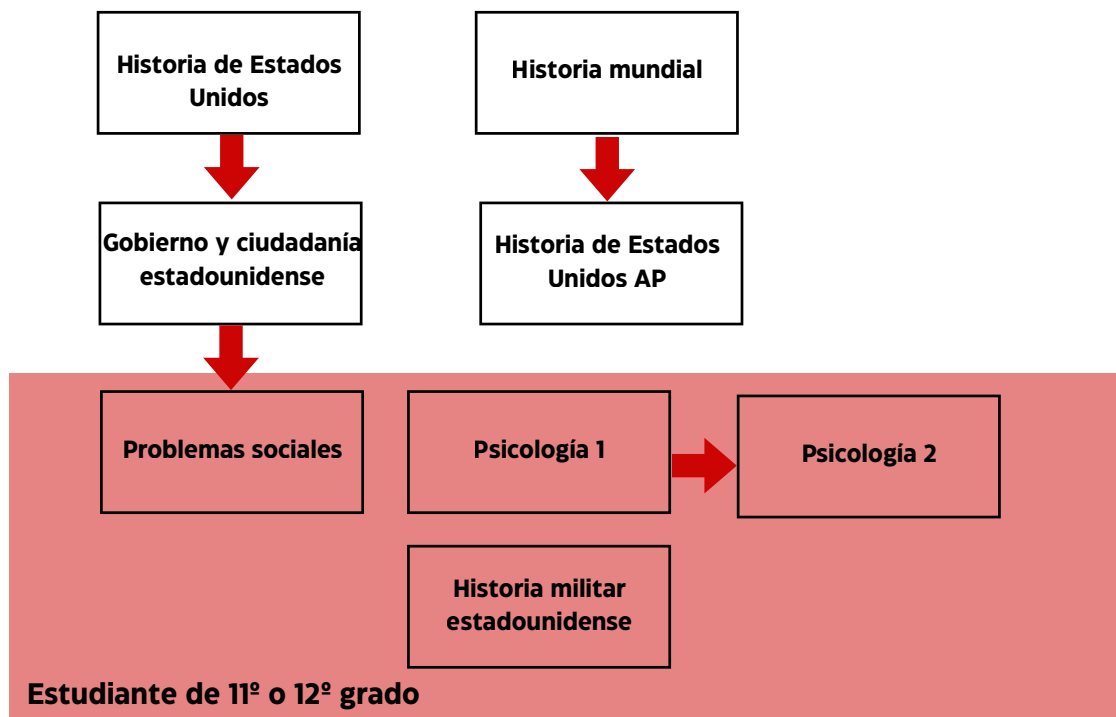 Historia de Estados
Unidos
Historia mundial
Gobierno y ciudadanía
estadounidense
Historia de Estados
Unidos AP
Problemas sociales
Psicología 1
Psicología 2
Historia militar
estadounidense
Estudiante de 11º o 12º grado